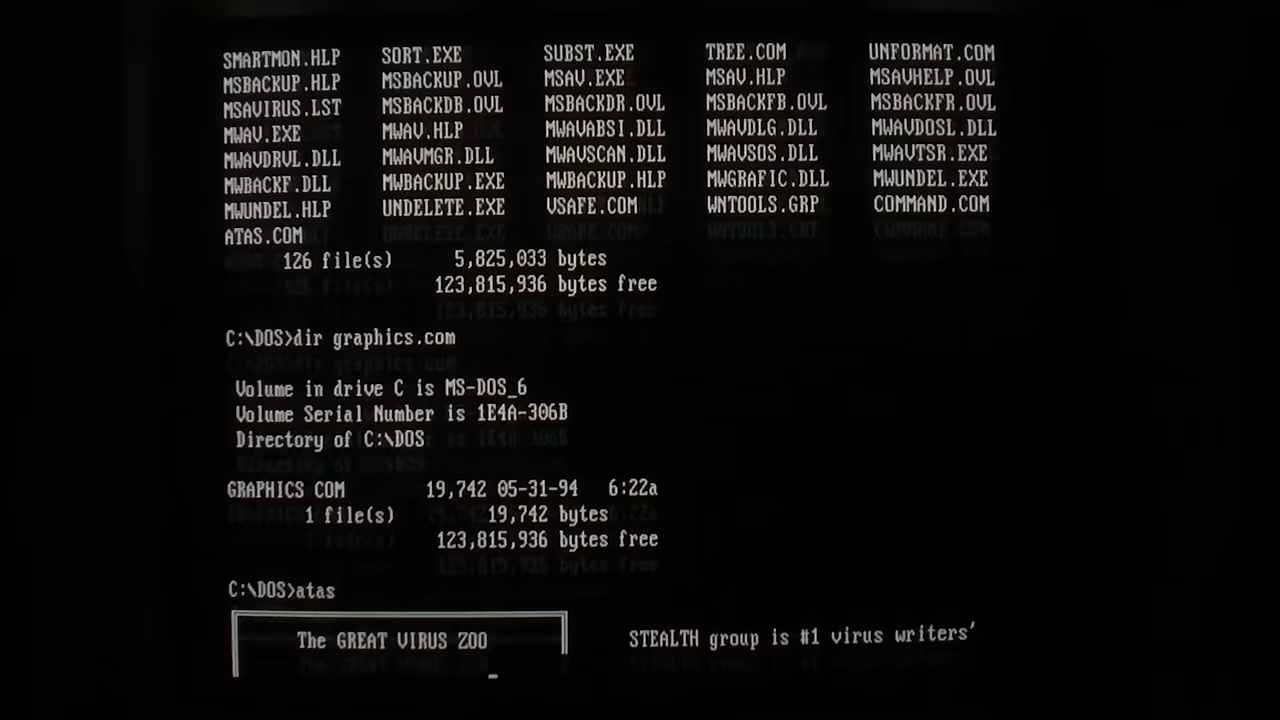 SMARTMON.HLP SORT.EXE SUBST.EXE TREE.COM UNFORMAT.COM
MSBACKUP.HLP MSBACKUP.OVL MSAV.EXE MSAV.HLP MSAVHELP.OVL
MSAVIRUS.LST MSBACKDB.OVL MSBACKDR.OVL MSBACKFB.OVL MSBACKFR.OVL
MWAV.EXE MWAV.HLP MWAVABSI.DLL MWAVDLG.DLL MWAVDOSL.DLL
MWAVDRVL.DLL MWAVMGR.DLL MWAVSCAN.DLL MWAVSOS.DLL MWAVTSR.EXE
MWBACKF.DLL MWBACKUP.EXE MWBACKUP.HLP MWGRAFIC.DLL MWUNDEL.EXE
MWUNDEL.HLP UNDELETE.EXE VSAFE.COM WNTOOLS.GRP COMMAND.COM
ATAS.COM
126 file(s) 5,825,033 bytes
123,815,936 bytes free
C:\DOS>dir graphics.com
Volume in drive C is MS-DOS_6
Volume Serial Number is 1E4A-306B
Directory of C:\DOS
GRAPHICS COM 19,742 05-31-94 6:22a
1 file(s) 19,742 bytes
123,815,936 bytes free
C:\DOS>atas
The GREAT VIRUS ZOO STEALTH group is #1 virus writers'